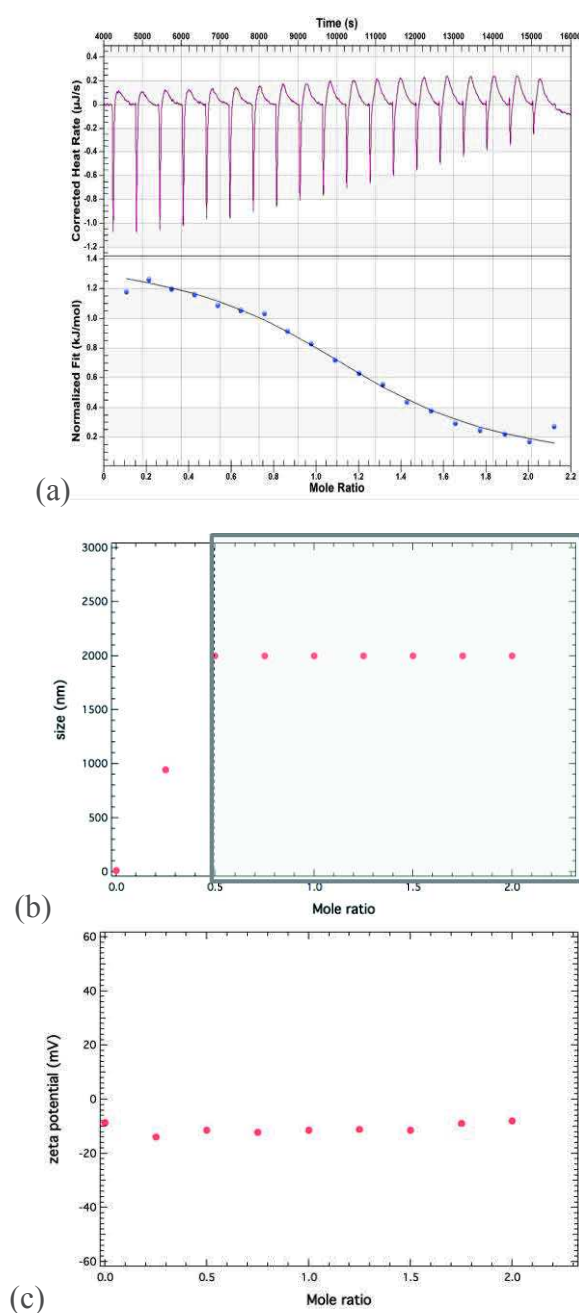 Time (s)
4000 5000 6000 7000 8000 9000 10000 11000 12000 13000 14000 15000 16000
Corrected Heat Rate (µJ/s)
0.4
0.2
0
-0.2
-0.4
-0.6
-0.8
-1.0
-1.2
Normalized Fit (kJ/mol)
1.4
1.2
1.0
0.8
0.6
0.4
0.2
0 0.2 0.4 0.6 0.8 1.0 1.2 1.4 1.6 1.8 2.0 2.2
Mole Ratio
(a)
size (nm)
3000
2500
2000
1500
1000
500
0
0.0 0.5 1.0 1.5 2.0
Mole ratio
(b)
zeta potential (mV)
60
40
20
0
-20
-40
-60
0.0 0.5 1.0 1.5 2.0
Mole ratio
(c)